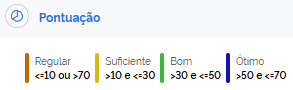 Pontuação
Regular
<=10 ou >70
Suficiente
>10 e <=30
Bom
>30 e <=50
Ótimo
>50 e <=70